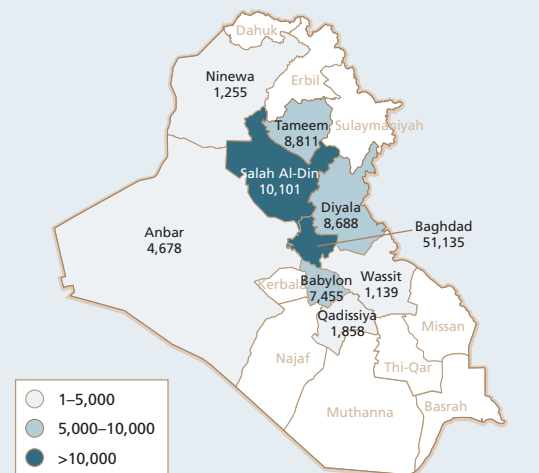 Dahuk
Ninewa
1,255
Erbil
Tameem
8,811
Sulaymaniyah
Salah Al-Din
10,101
Diyala
8,688
Baghdad
51,135
Anbar
4,678
Kerbala
Babylon
7,455
Wassit
1,139
Qadissiya
1,858
Missan
Najaf
Thi-Qar
Muthanna
Basrah
1–5,000
5,000–10,000
>10,000